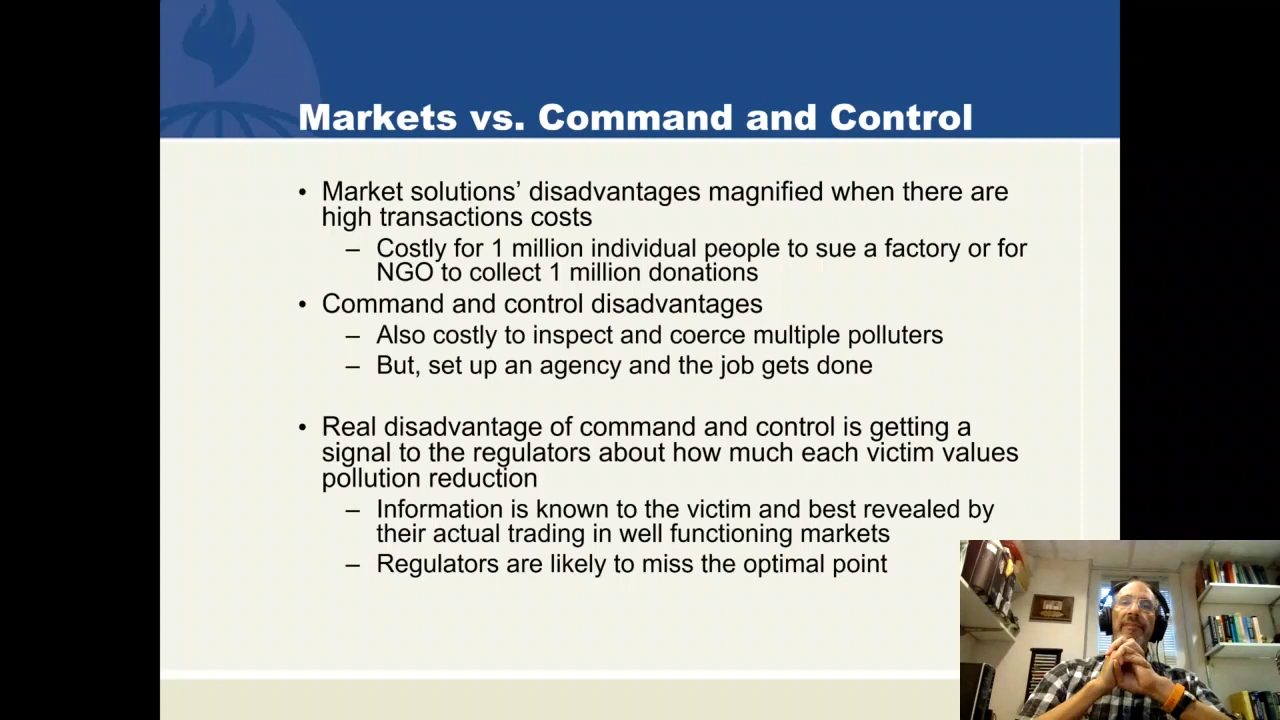 Markets vs. Command and Control
• Market solutions’ disadvantages magnified when there are
high transactions costs
– Costly for 1 million individual people to sue a factory or for
NGO to collect 1 million donations
• Command and control disadvantages
– Also costly to inspect and coerce multiple polluters
– But, set up an agency and the job gets done
• Real disadvantage of command and control is getting a
signal to the regulators about how much each victim values
pollution reduction
– Information is known to the victim and best revealed by
their actual trading in well functioning markets
– Regulators are likely to miss the optimal point